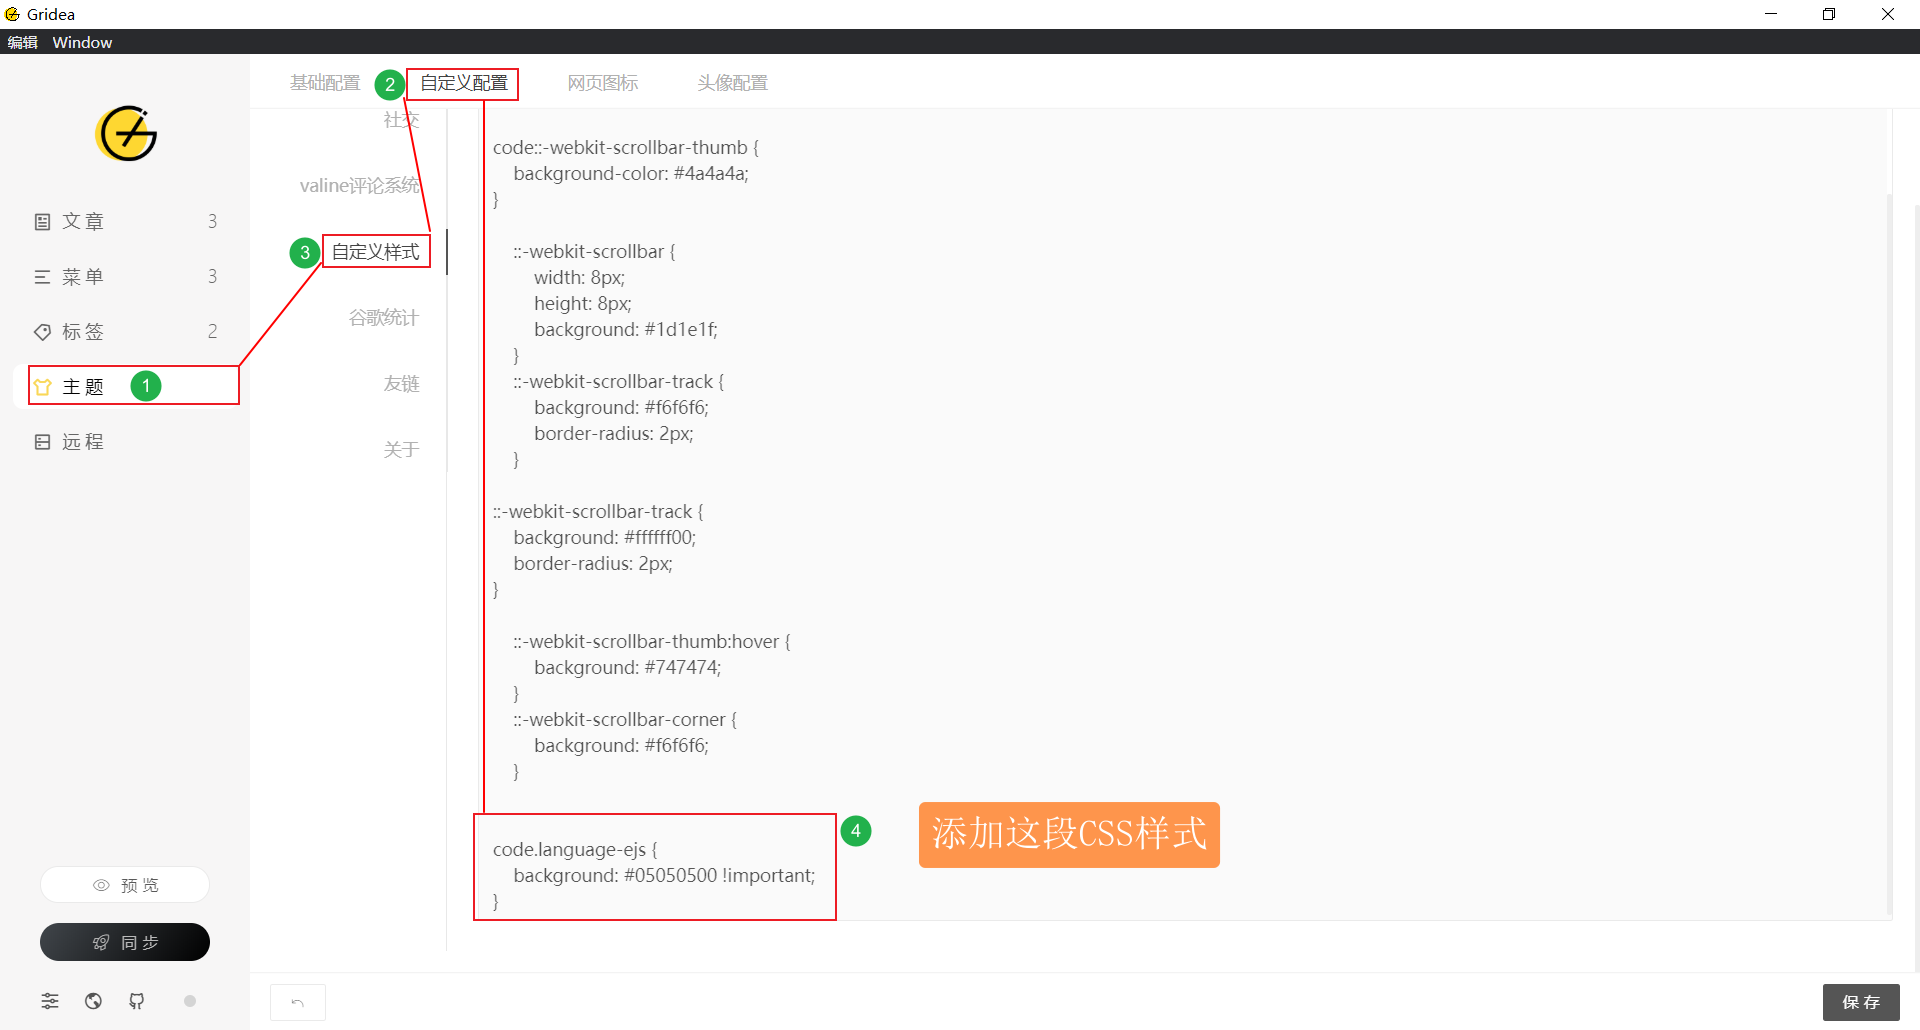 Gridea
编辑 Window
文章 3
菜单 3
标签 2
主题 1
远程
预览
同步
基础配置 2 自定义配置 网页图标 头像配置
社交
valine评论系统
3 自定义样式
谷歌统计
友链
关于
code::-webkit-scrollbar-thumb {
    background-color: #4a4a4a;
}
    ::-webkit-scrollbar {
        width: 8px;
        height: 8px;
        background: #1d1e1f;
    }
    ::-webkit-scrollbar-track {
        background: #f6f6f6;
        border-radius: 2px;
    }
::-webkit-scrollbar-track {
    background: #ffffff00;
    border-radius: 2px;
}
    ::-webkit-scrollbar-thumb:hover {
        background: #747474;
    }
    ::-webkit-scrollbar-corner {
        background: #f6f6f6;
    }
code.language-ejs {
    background: #05050500 !important;
}
4
添加这段CSS样式
保存